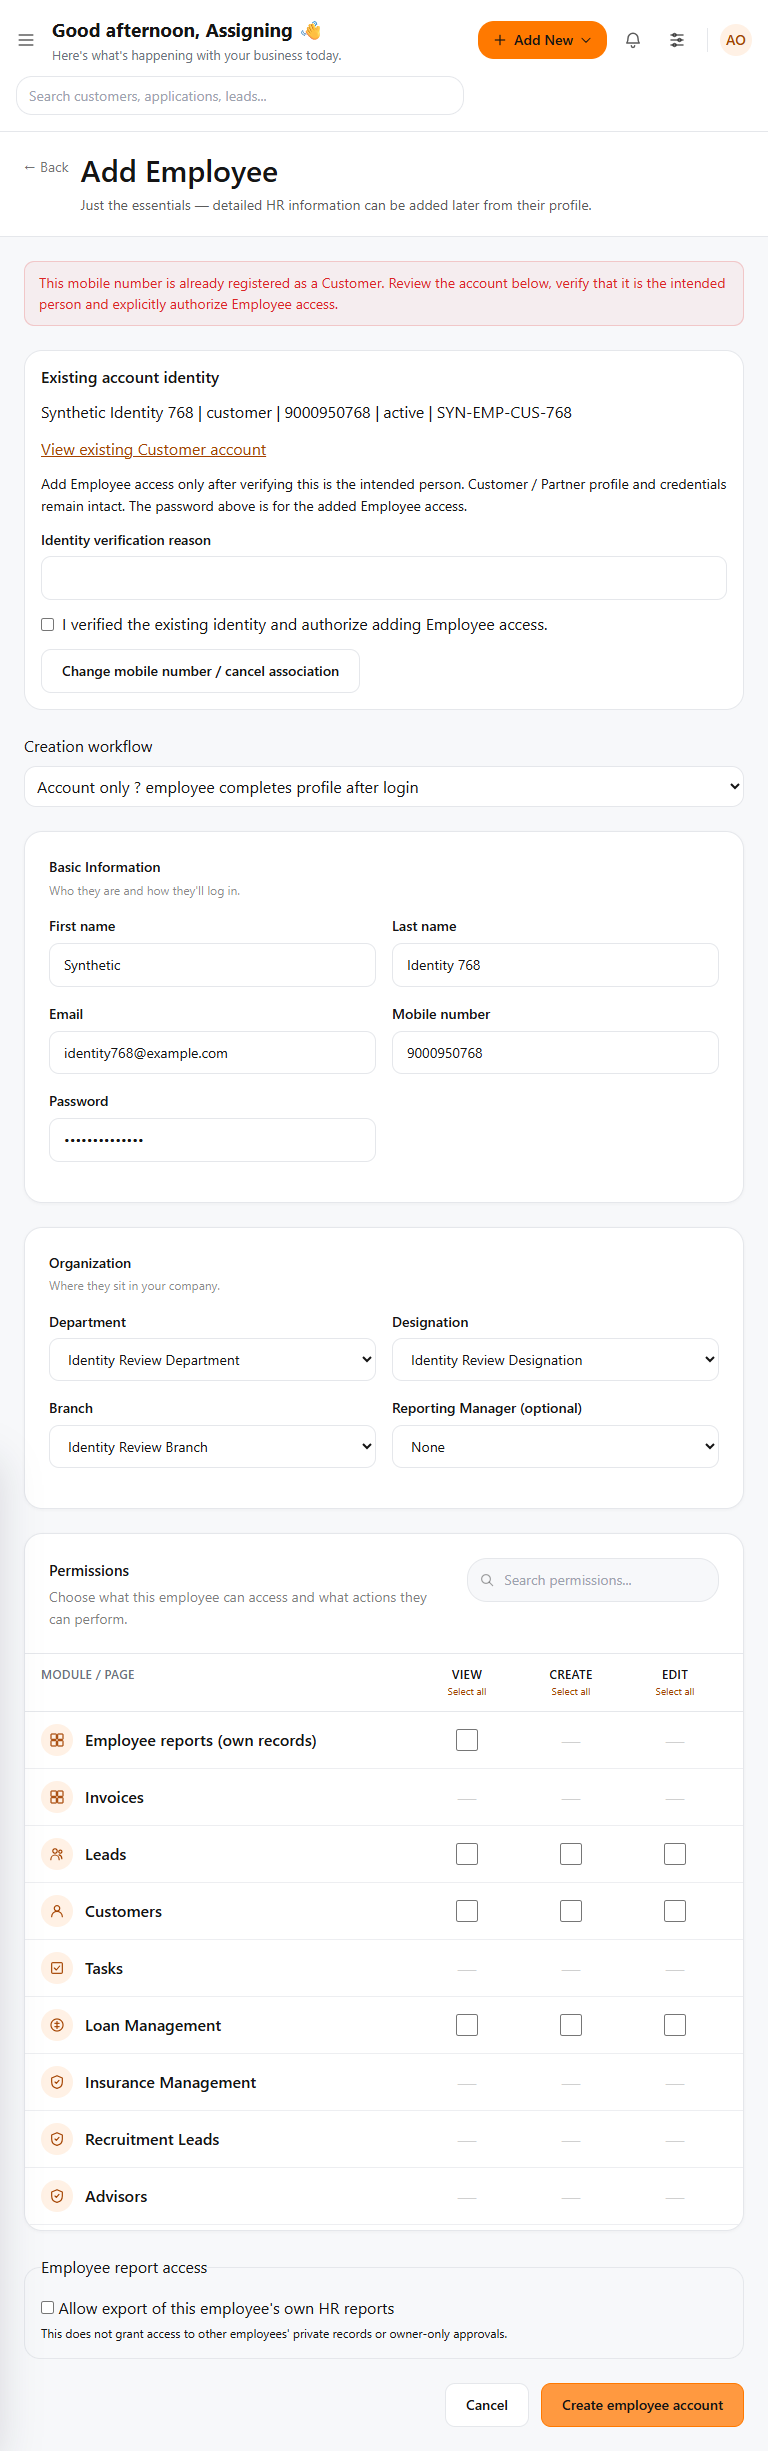 Good afternoon, Assigning 👋
Here's what's happening with your business today.
Add New
AO
Search customers, applications, leads...
← Back
Add Employee
Just the essentials — detailed HR information can be added later from their profile.
This mobile number is already registered as a Customer. Review the account below, verify that it is the intended
person and explicitly authorize Employee access.
Existing account identity
Synthetic Identity 768 | customer | 9000950768 | active | SYN-EMP-CUS-768
View existing Customer account
Add Employee access only after verifying this is the intended person. Customer / Partner profile and credentials
remain intact. The password above is for the added Employee access.
Identity verification reason
I verified the existing identity and authorize adding Employee access.
Change mobile number / cancel association
Creation workflow
Account only ? employee completes profile after login
Basic Information
Who they are and how they'll log in.
First name
Last name
Synthetic
Identity 768
Email
Mobile number
identity768@example.com
9000950768
Password
••••••••••••••
Organization
Where they sit in your company.
Department
Designation
Identity Review Department
Identity Review Designation
Branch
Reporting Manager (optional)
Identity Review Branch
None
Permissions
Choose what this employee can access and what actions they
can perform.
Search permissions...
MODULE / PAGE
VIEW
CREATE
EDIT
Select all
Select all
Select all
Employee reports (own records)
— —
Invoices
— — —
Leads
Customers
Tasks
— — —
Loan Management
Insurance Management
— — —
Recruitment Leads
— — —
Advisors
— — —
Employee report access
Allow export of this employee's own HR reports
This does not grant access to other employees' private records or owner-only approvals.
Cancel
Create employee account